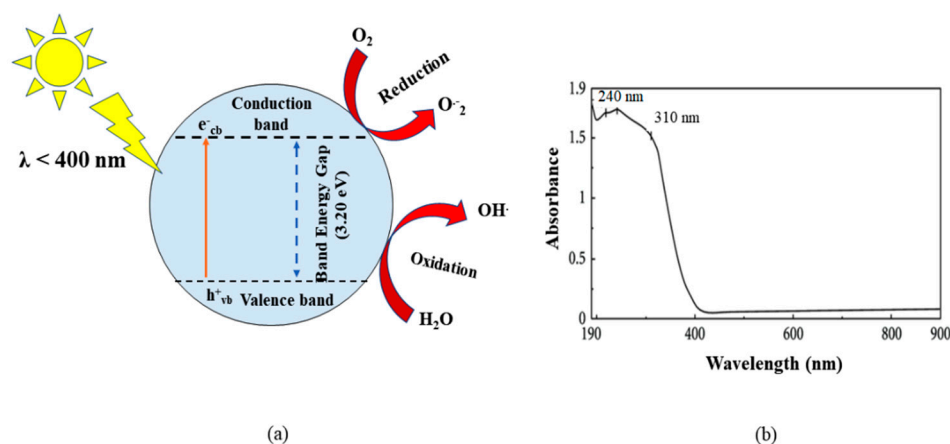 λ < 400 nm
Conduction
band
e⁻cb
Band Energy Gap
(3.20 eV)
h⁺vb
Valence band
O₂
Reduction
O·⁻₂
OH·
Oxidation
H₂O
(a)
1.9
1.5
1
0.5
0
Absorbance
240 nm
310 nm
190
400
600
800
900
Wavelength (nm)
(b)